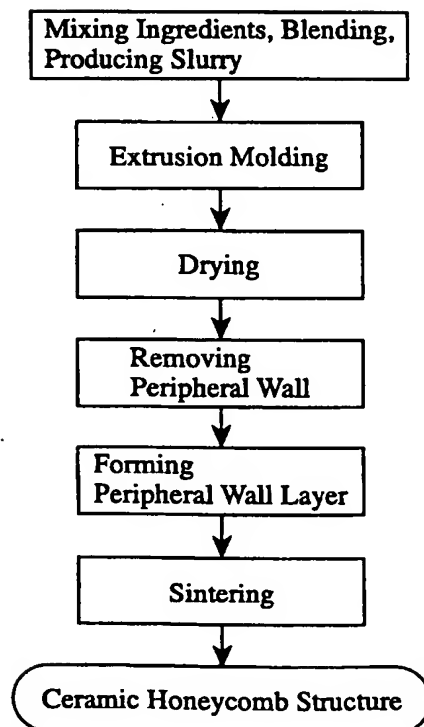 Mixing Ingredients, Blending,
Producing Slurry
Extrusion Molding
Drying
Removing
Peripheral Wall
Forming
Peripheral Wall Layer
Sintering
Ceramic Honeycomb Structure